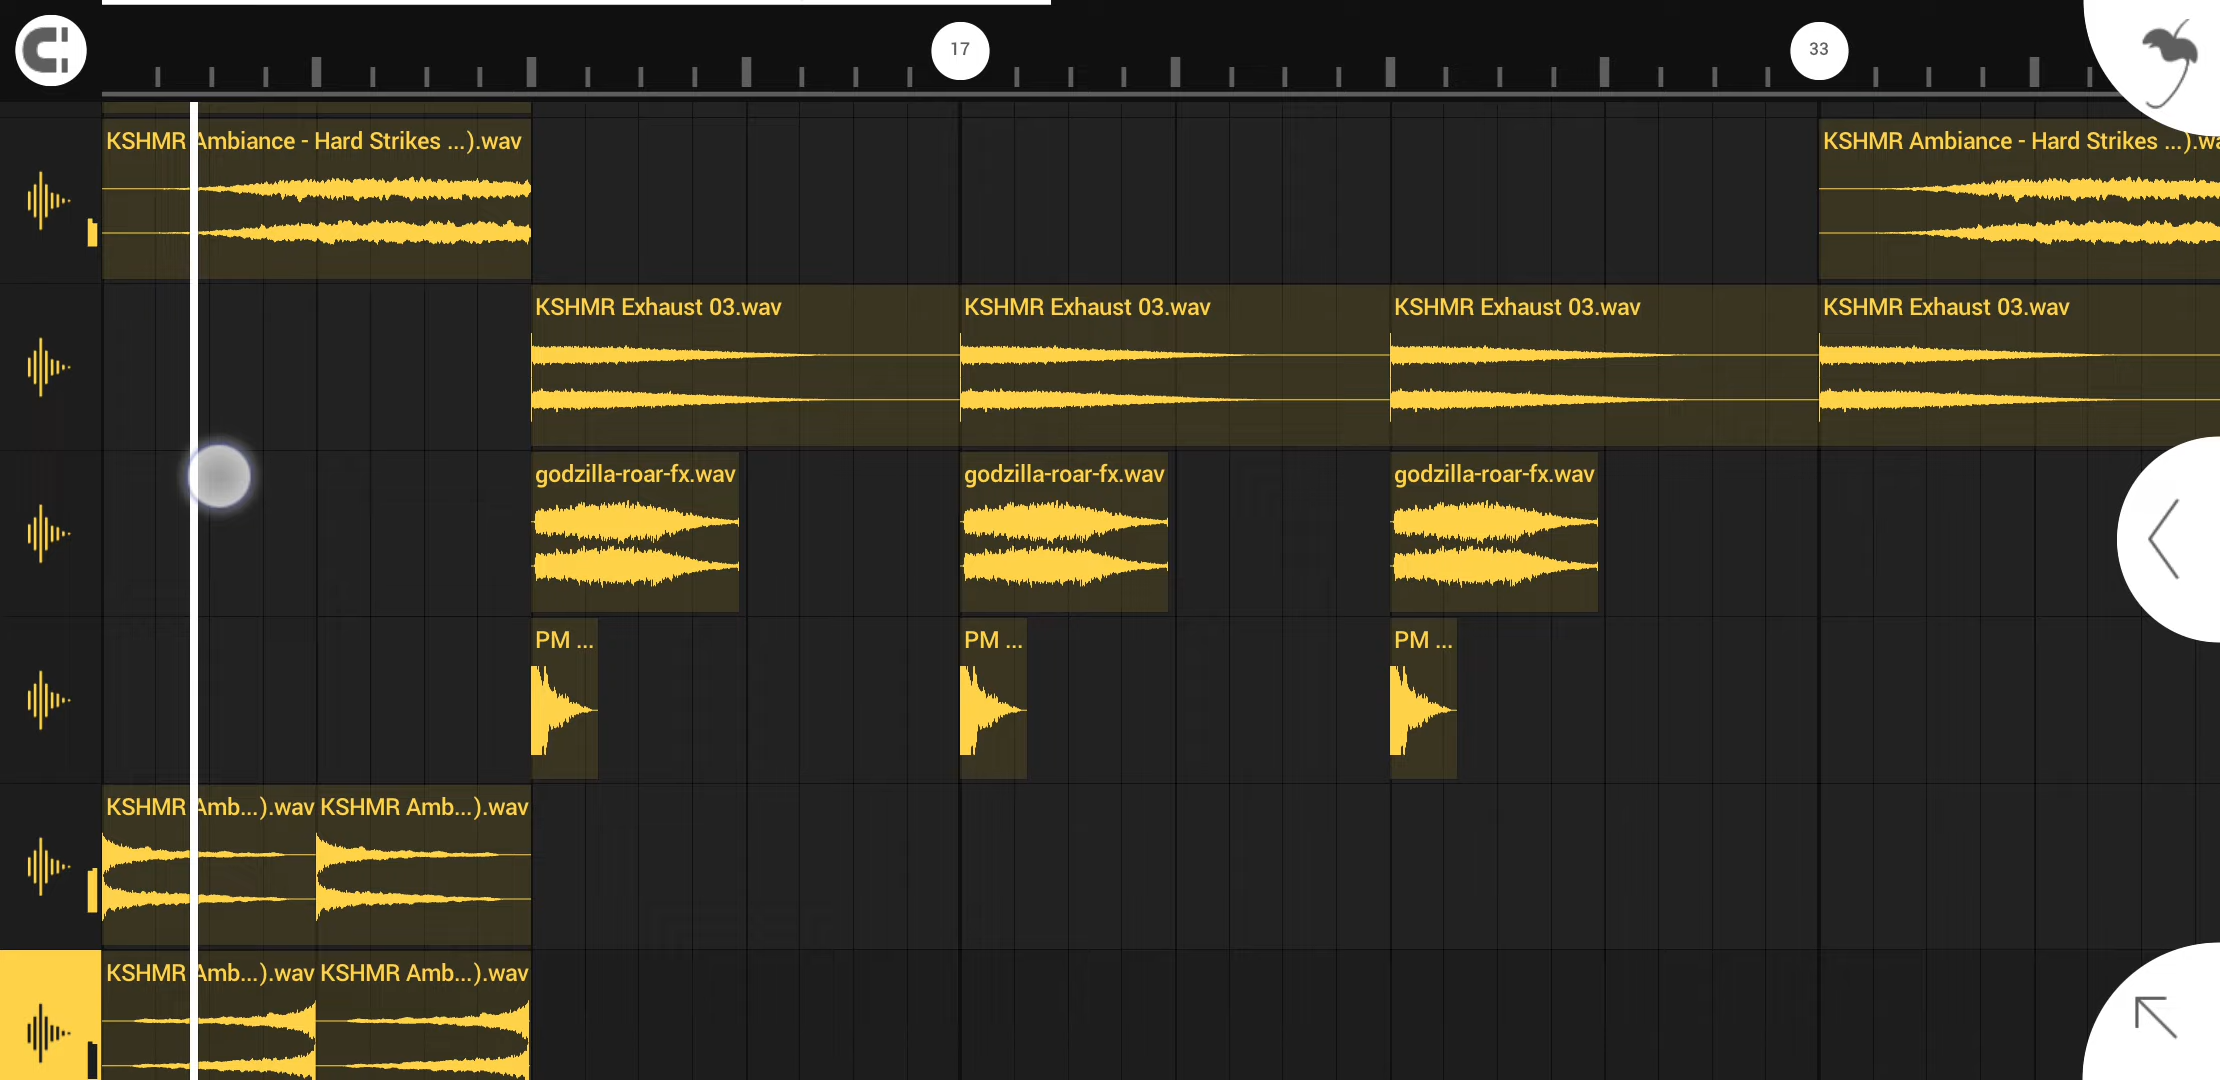 17
33
KSHMR Ambiance - Hard Strikes ...).wav
KSHMR Ambiance - Hard Strikes ...).wa
KSHMR Exhaust 03.wav
KSHMR Exhaust 03.wav
KSHMR Exhaust 03.wav
KSHMR Exhaust 03.wav
godzilla-roar-fx.wav
godzilla-roar-fx.wav
godzilla-roar-fx.wav
PM ...
PM ...
PM ...
KSHMR Amb...).wav
KSHMR Amb...).wav
KSHMR Amb...).wav
KSHMR Amb...).wav